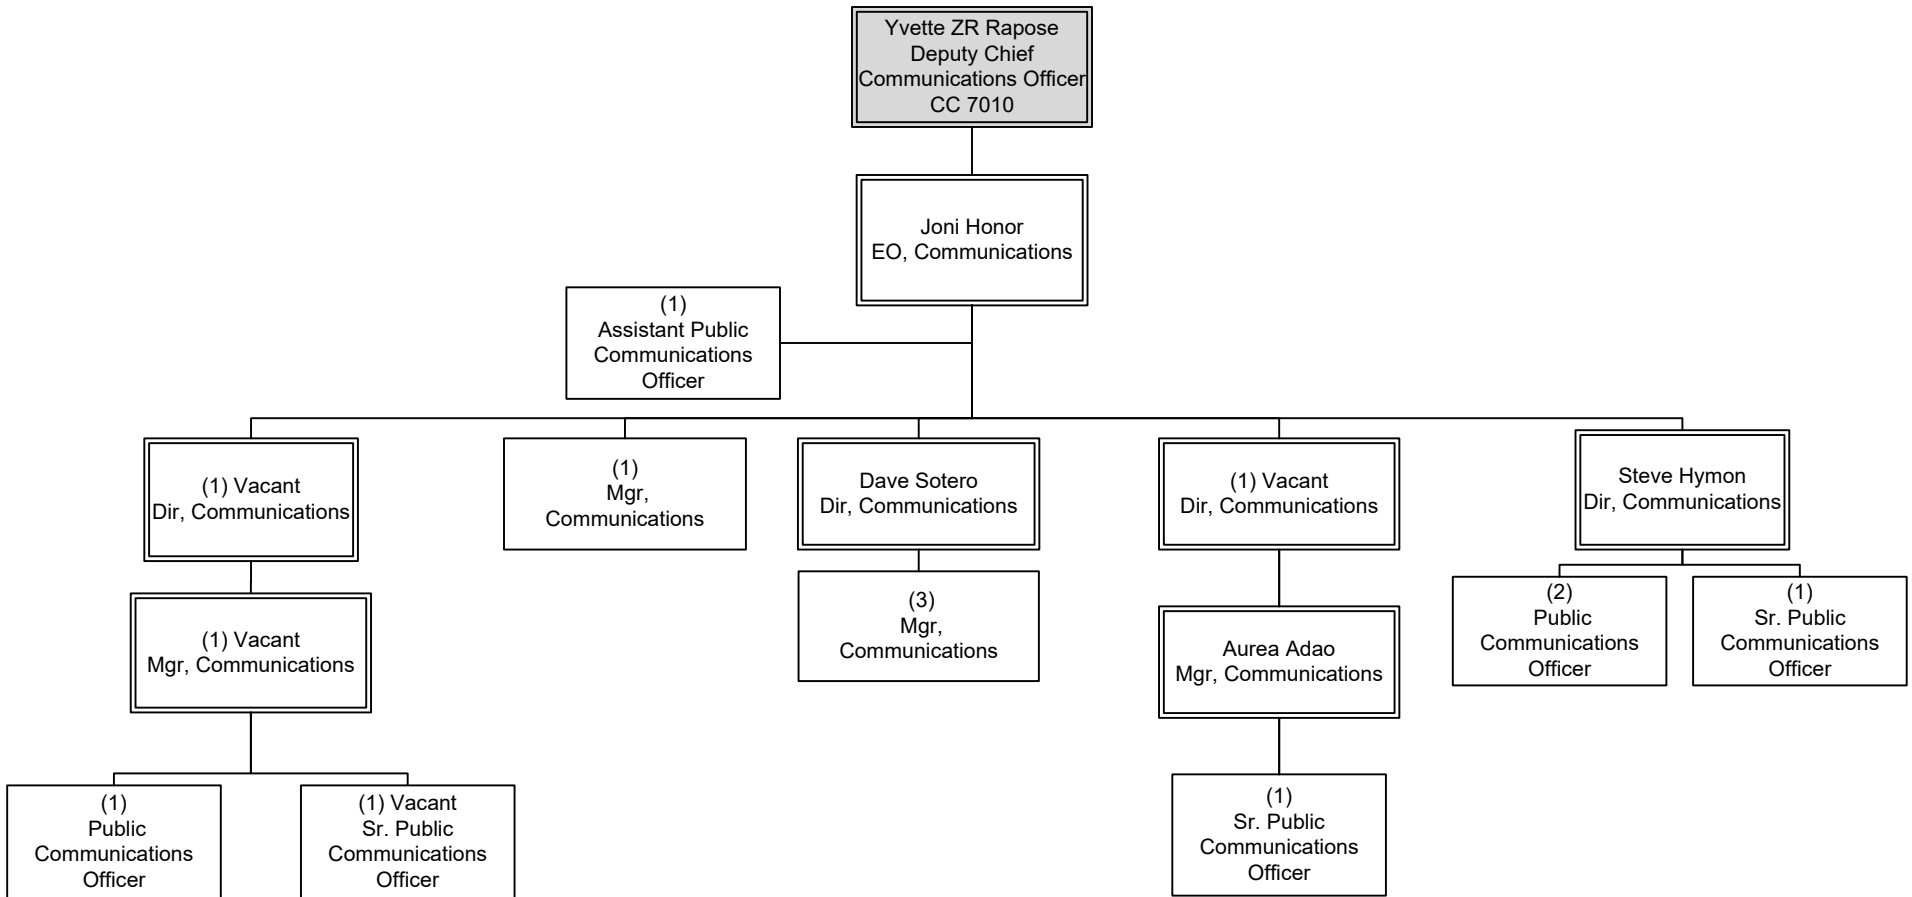 Yvette ZR Rapose
Deputy Chief
Communications Officer
CC 7010
Joni Honor
EO, Communications
(1)
Assistant Public
Communications
Officer
(1) Vacant
Dir, Communications
(1)
Mgr,
Communications
Dave Sotero
Dir, Communications
(1) Vacant
Dir, Communications
Steve Hymon
Dir, Communications
(1) Vacant
Mgr, Communications
(3)
Mgr,
Communications
Aurea Adao
Mgr, Communications
(2)
Public
Communications
Officer
(1)
Sr. Public
Communications
Officer
(1)
Public
Communications
Officer
(1) Vacant
Sr. Public
Communications
Officer
(1)
Sr. Public
Communications
Officer